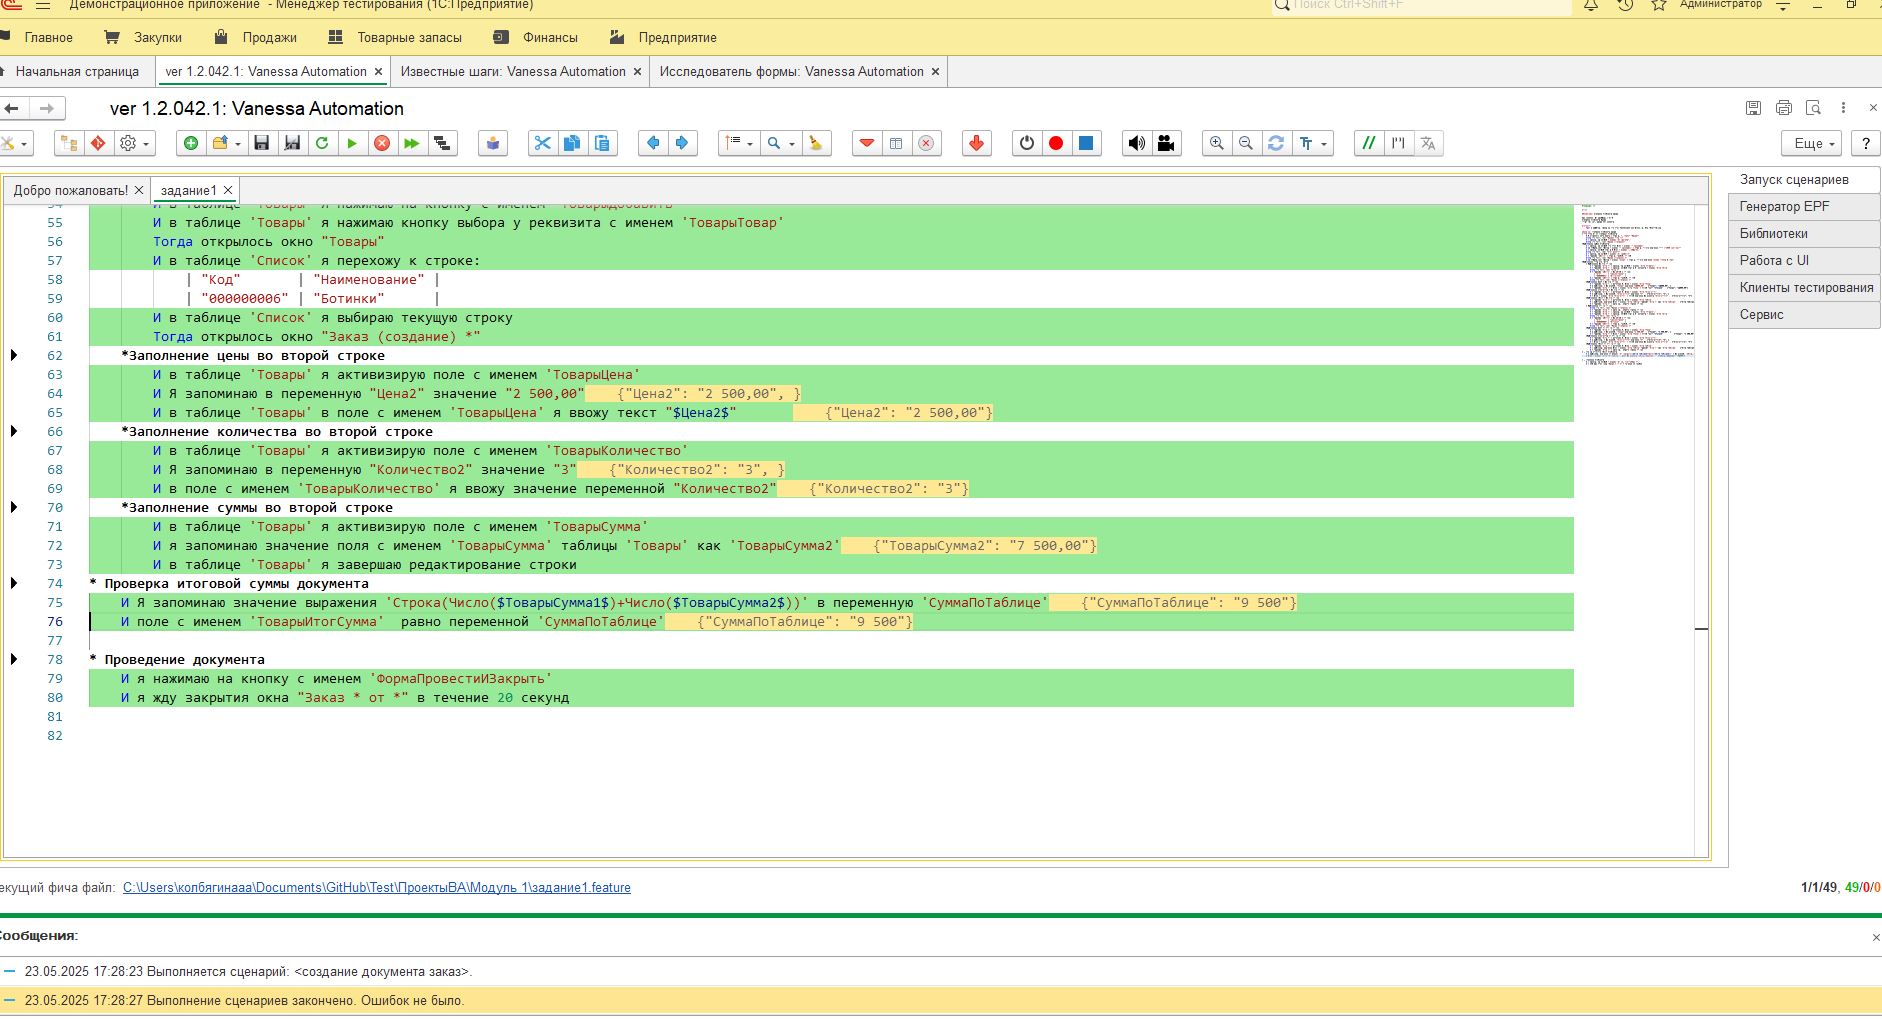 Демонстрационное приложение - Менеджер тестирования (1С:Предприятие)
Поиск Ctrl+Shift+F
Администратор
Главное Закупки Продажи Товарные запасы Финансы Предприятие
Начальная страница ver 1.2.042.1: Vanessa Automation × Известные шаги: Vanessa Automation × Исследователь формы: Vanessa Automation ×
ver 1.2.042.1: Vanessa Automation
Еще ?
Добро пожаловать! × задание1 ×
54 И в таблице 'Товары' я нажимаю на кнопку с именем 'ТоварыДобавить'
55 И в таблице 'Товары' я нажимаю кнопку выбора у реквизита с именем 'ТоварыТовар'
56 Тогда открылось окно "Товары"
57 И в таблице 'Список' я перехожу к строке:
58 | "Код" | "Наименование" |
59 | "000000006" | "Ботинки" |
60 И в таблице 'Список' я выбираю текущую строку
61 Тогда открылось окно "Заказ (создание) *"
62 *Заполнение цены во второй строке
63 И в таблице 'Товары' я активизирую поле с именем 'ТоварыЦена'
64 И Я запоминаю в переменную "Цена2" значение "2 500,00" {"Цена2": "2 500,00", }
65 И в таблице 'Товары' в поле с именем 'ТоварыЦена' я ввожу текст "$Цена2$" {"Цена2": "2 500,00"}
66 *Заполнение количества во второй строке
67 И в таблице 'Товары' я активизирую поле с именем 'ТоварыКоличество'
68 И Я запоминаю в переменную "Количество2" значение "3" {"Количество2": "3", }
69 И в поле с именем 'ТоварыКоличество' я ввожу значение переменной "Количество2" {"Количество2": "3"}
70 *Заполнение суммы во второй строке
71 И в таблице 'Товары' я активизирую поле с именем 'ТоварыСумма'
72 И я запоминаю значение поля с именем 'ТоварыСумма' таблицы 'Товары' как 'ТоварыСумма2' {"ТоварыСумма2": "7 500,00"}
73 И в таблице 'Товары' я завершаю редактирование строки
74 * Проверка итоговой суммы документа
75 И Я запоминаю значение выражения 'Строка(Число($ТоварыСумма1$)+Число($ТоварыСумма2$))' в переменную 'СуммаПоТаблице' {"СуммаПоТаблице": "9 500"}
76 И поле с именем 'ТоварыИтогСумма' равно переменной 'СуммаПоТаблице' {"СуммаПоТаблице": "9 500"}
77
78 * Проведение документа
79 И я нажимаю на кнопку с именем 'ФормаПровестиИЗакрыть'
80 И я жду закрытия окна "Заказ * от *" в течение 20 секунд
81
82
Запуск сценариев
Генератор EPF
Библиотеки
Работа с UI
Клиенты тестирования
Сервис
екущий фича файл: C:\Users\колбягинааа\Documents\GitHub\Test\ПроектыВА\Модуль 1\задание1.feature
1/1/49, 49/0/0
Сообщения:
23.05.2025 17:28:23 Выполняется сценарий: <создание документа заказ>.
23.05.2025 17:28:27 Выполнение сценариев закончено. Ошибок не было.